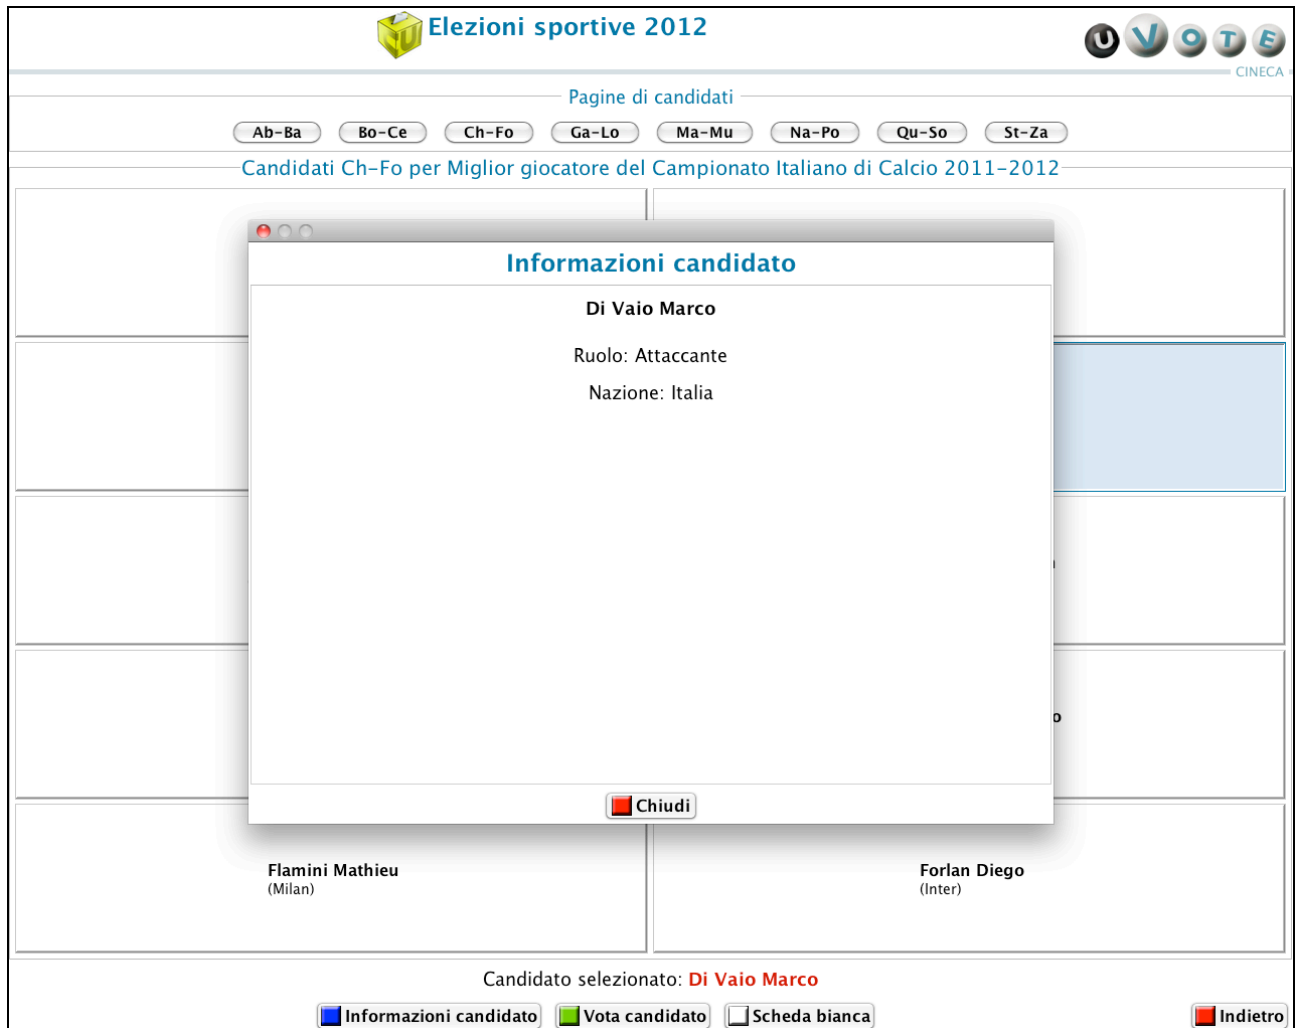 Elezioni sportive 2012
U VOTE
CINECA
Pagine di candidati
Ab-Ba Bo-Ce Ch-Fo Ga-Lo Ma-Mu Na-Po Qu-So St-Za
Candidati Ch-Fo per Miglior giocatore del Campionato Italiano di Calcio 2011-2012
Informazioni candidato
Di Vaio Marco
Ruolo: Attaccante
Nazione: Italia
o
Chiudi
Flamini Mathieu
(Milan)
Forlan Diego
(Inter)
Candidato selezionato: Di Vaio Marco
Informazioni candidato Vota candidato Scheda bianca Indietro